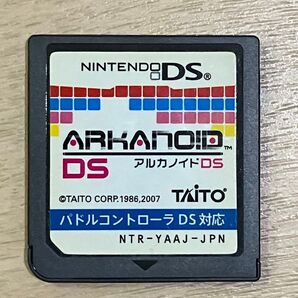 NINTENDO DS®
ARKANOID™
DS アルカノイドDS
©TAITO CORP.1986,2007 TAITO
パドルコントローラ DS 対応
NTR-YAAJ-JPN